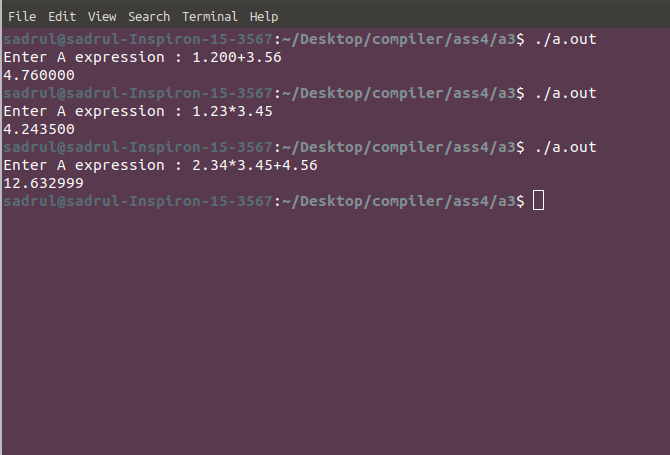 File Edit View Search Terminal Help
sadrul@sadrul-Inspiron-15-3567:~/Desktop/compiler/ass4/a3$ ./a.out
Enter A expression : 1.200+3.56
4.760000
sadrul@sadrul-Inspiron-15-3567:~/Desktop/compiler/ass4/a3$ ./a.out
Enter A expression : 1.23*3.45
4.243500
sadrul@sadrul-Inspiron-15-3567:~/Desktop/compiler/ass4/a3$ ./a.out
Enter A expression : 2.34*3.45+4.56
12.632999
sadrul@sadrul-Inspiron-15-3567:~/Desktop/compiler/ass4/a3$